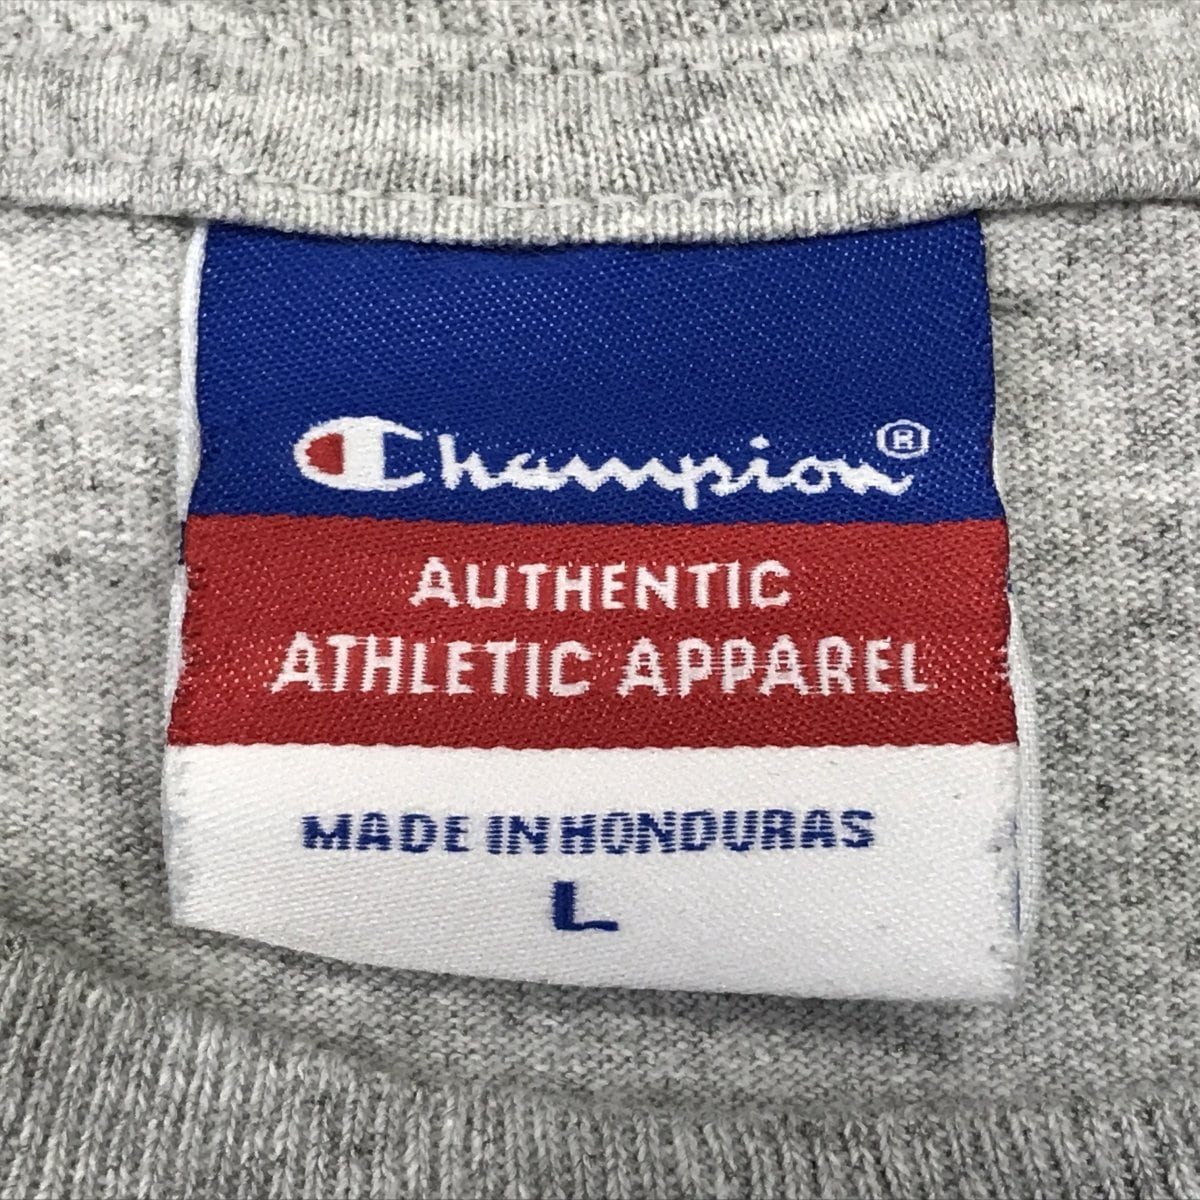 Champion®
AUTHENTIC
ATHLETIC APPAREL
MADE IN HONDURAS
L